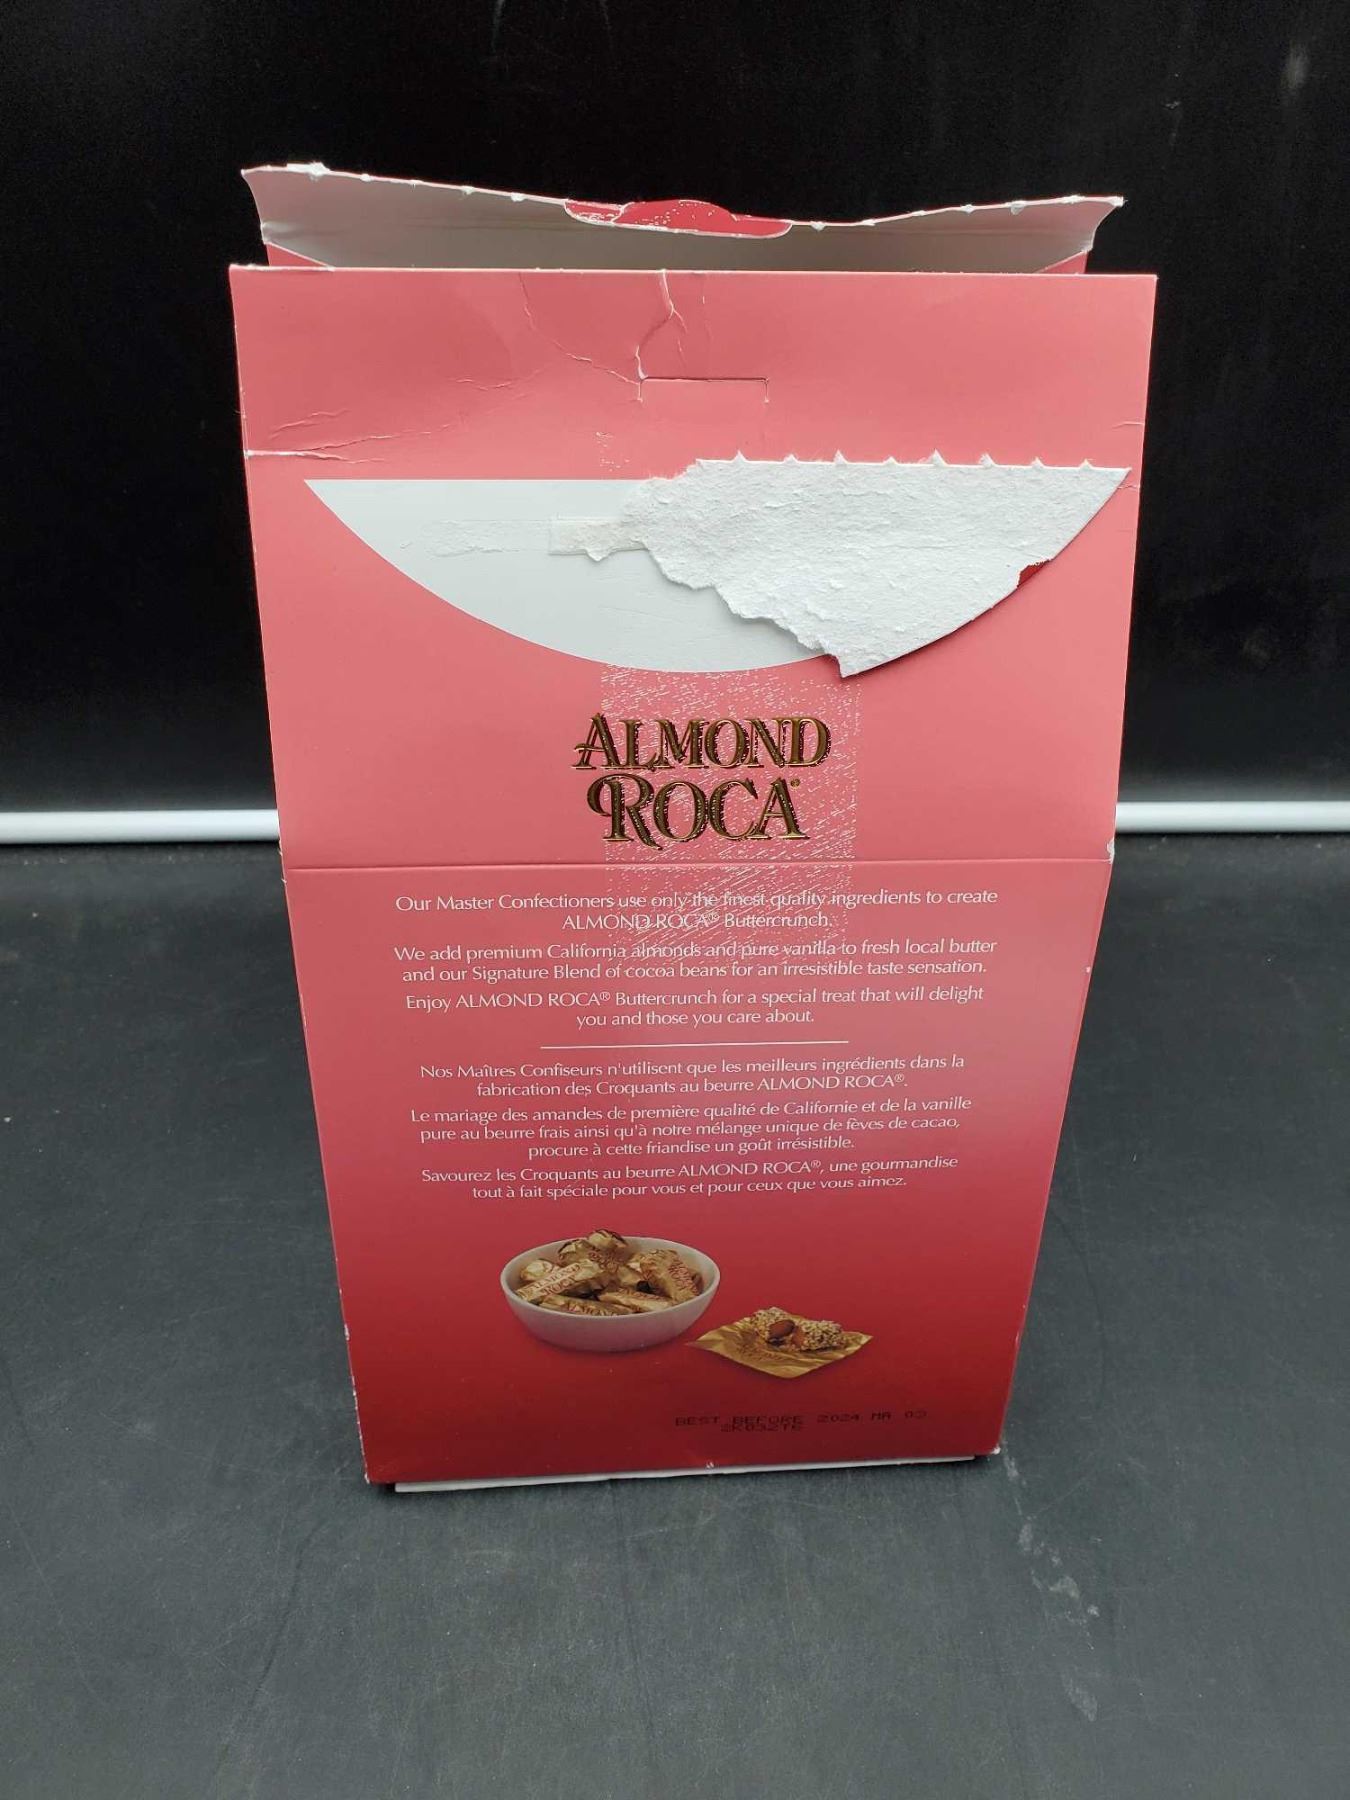 ALMOND
ROCA®
Our Master Confectioners use only the finest quality ingredients to create
ALMOND ROCA® Buttercrunch.
We add premium California almonds and pure vanilla to fresh local butter
and our Signature Blend of cocoa beans for an irresistible taste sensation.
Enjoy ALMOND ROCA® Buttercrunch for a special treat that will delight
you and those you care about.
Nos Maîtres Confiseurs n'utilisent que les meilleurs ingrédients dans la
fabrication des Croquants au beurre ALMOND ROCA®.
Le mariage des amandes de première qualité de Californie et de la vanille
pure au beurre frais ainsi qu'à notre mélange unique de fèves de cacao,
procure à cette friandise un goût irrésistible.
Savourez les Croquants au beurre ALMOND ROCA®, une gourmandise
tout à fait spéciale pour vous et pour ceux que vous aimez.
ALMOND
ROCA
BEST BEFORE 2024 MA